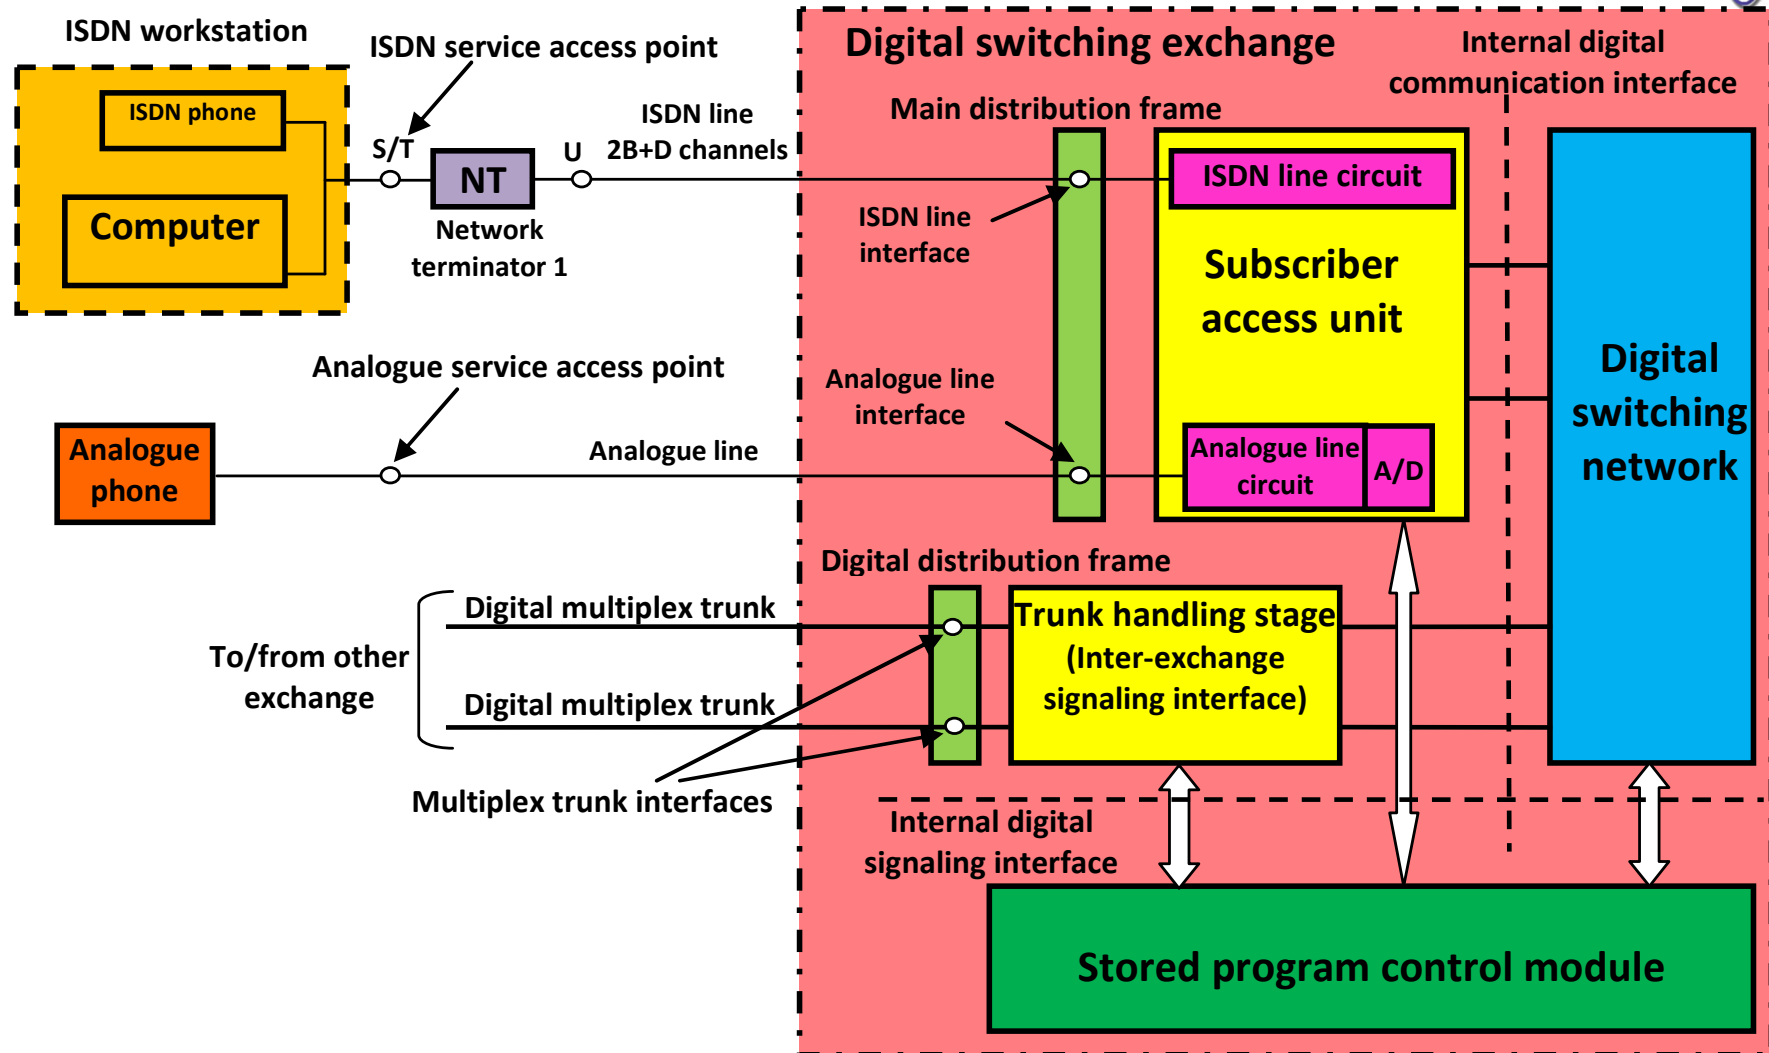 ISDN workstation
ISDN phone
Computer
ISDN service access point
S/T
NT
Network
terminator 1
U
ISDN line
2B+D channels
Digital switching exchange
Internal digital
communication interface
Main distribution frame
ISDN line circuit
ISDN line
interface
Subscriber
access unit
Digital
switching
network
Analogue service access point
Analogue line
interface
Analogue
phone
Analogue line
Analogue line
circuit
A/D
Digital distribution frame
Digital multiplex trunk
Trunk handling stage
(Inter-exchange
signaling interface)
To/from other
exchange
Digital multiplex trunk
Multiplex trunk interfaces
Internal digital
signaling interface
Stored program control module